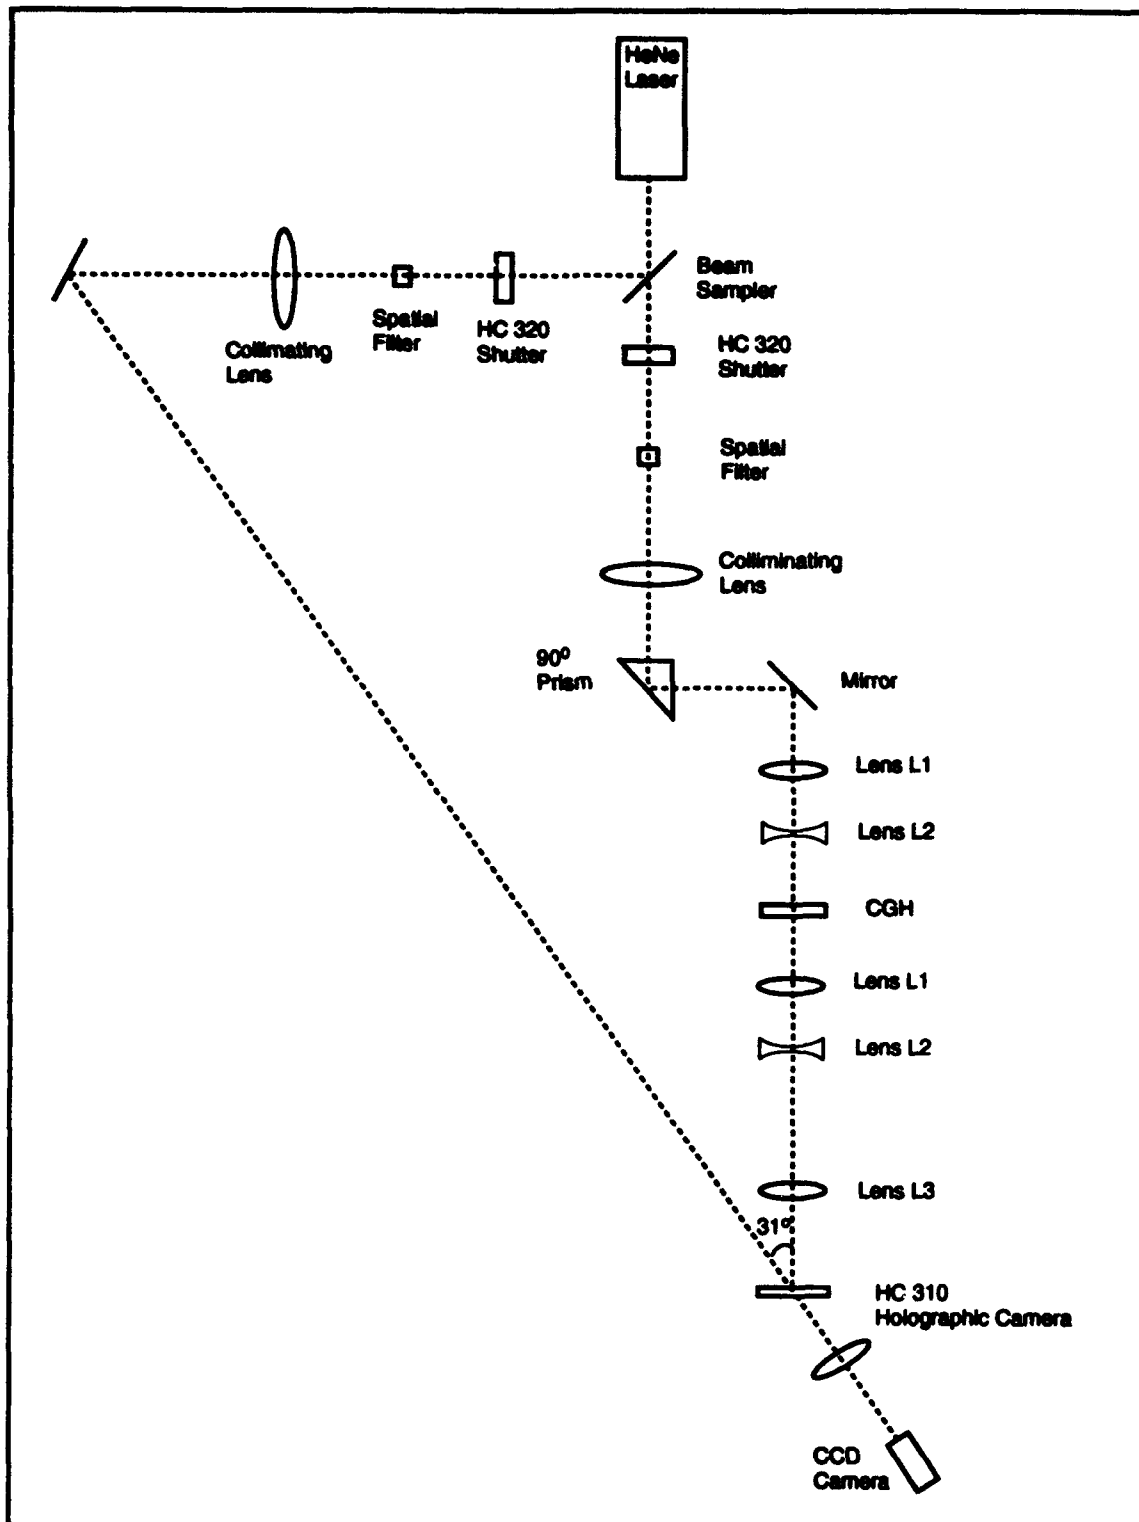 HeNe
Laser
Beam
Sampler
Spatial
Filter
HC 320
Shutter
HC 320
Shutter
Collimating
Lens
Spatial
Filter
Colliminating
Lens
90⁰
Prism
Mirror
Lens L1
Lens L2
CGH
Lens L1
Lens L2
Lens L3
31⁰
HC 310
Holographic Camera
CCD
Camera